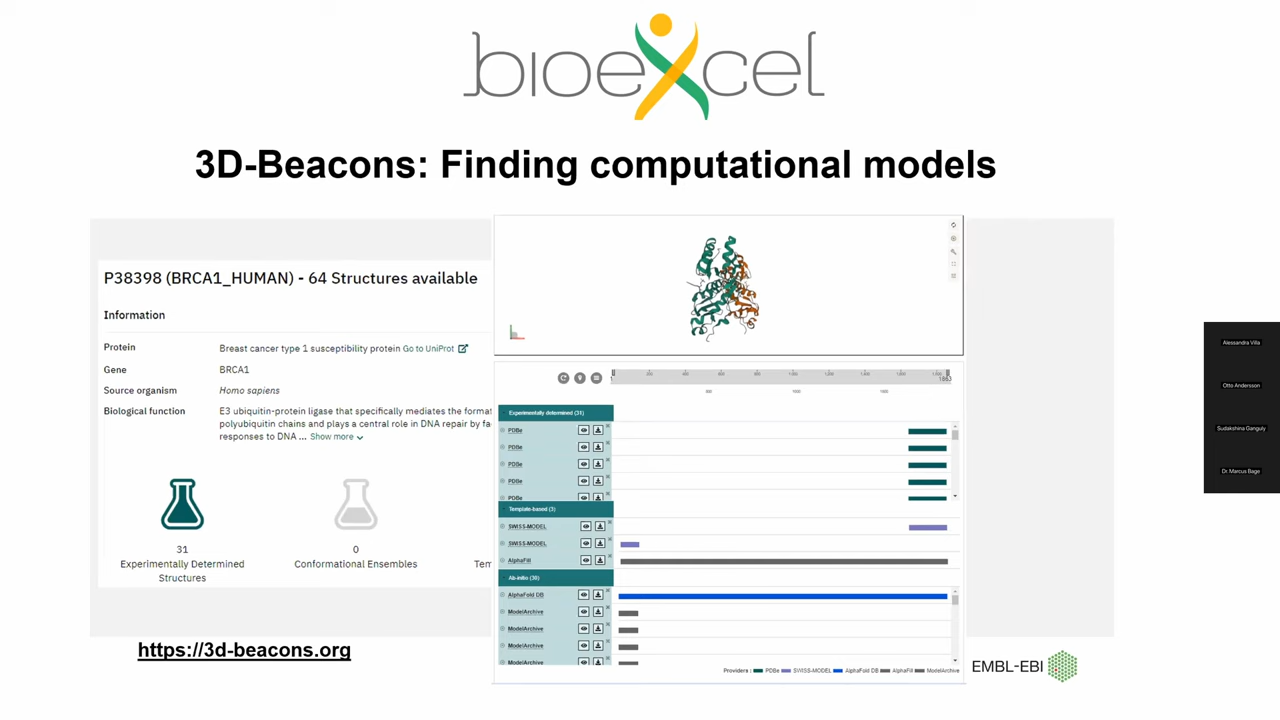 bioexcel
3D-Beacons: Finding computational models
P38398 (BRCA1_HUMAN) - 64 Structures available
Information
Protein
Breast cancer type 1 susceptibility protein Go to UniProt
Gene
BRCA1
Source organism
Homo sapiens
Biological function
E3 ubiquitin-protein ligase that specifically mediates the format
polyubiquitin chains and plays a central role in DNA repair by fa
responses to DNA ... Show more
31
Experimentally Determined
Structures
0
Conformational Ensembles
Tem
https://3d-beacons.org
Experimentally determined (31)
PDBe
PDBe
PDBe
PDBe
PDBe
Template-based (3)
SWISS-MODEL
SWISS-MODEL
AlphaFill
Ab-initio (30)
AlphaFold DB
ModelArchive
ModelArchive
ModelArchive
ModelArchive
Providers : PDBe SWISS-MODEL AlphaFold DB AlphaFill ModelArchive
EMBL-EBI
Alessandra Villa
Otto Andersson
Sudakshina Ganguly
Dr. Marcus Bage